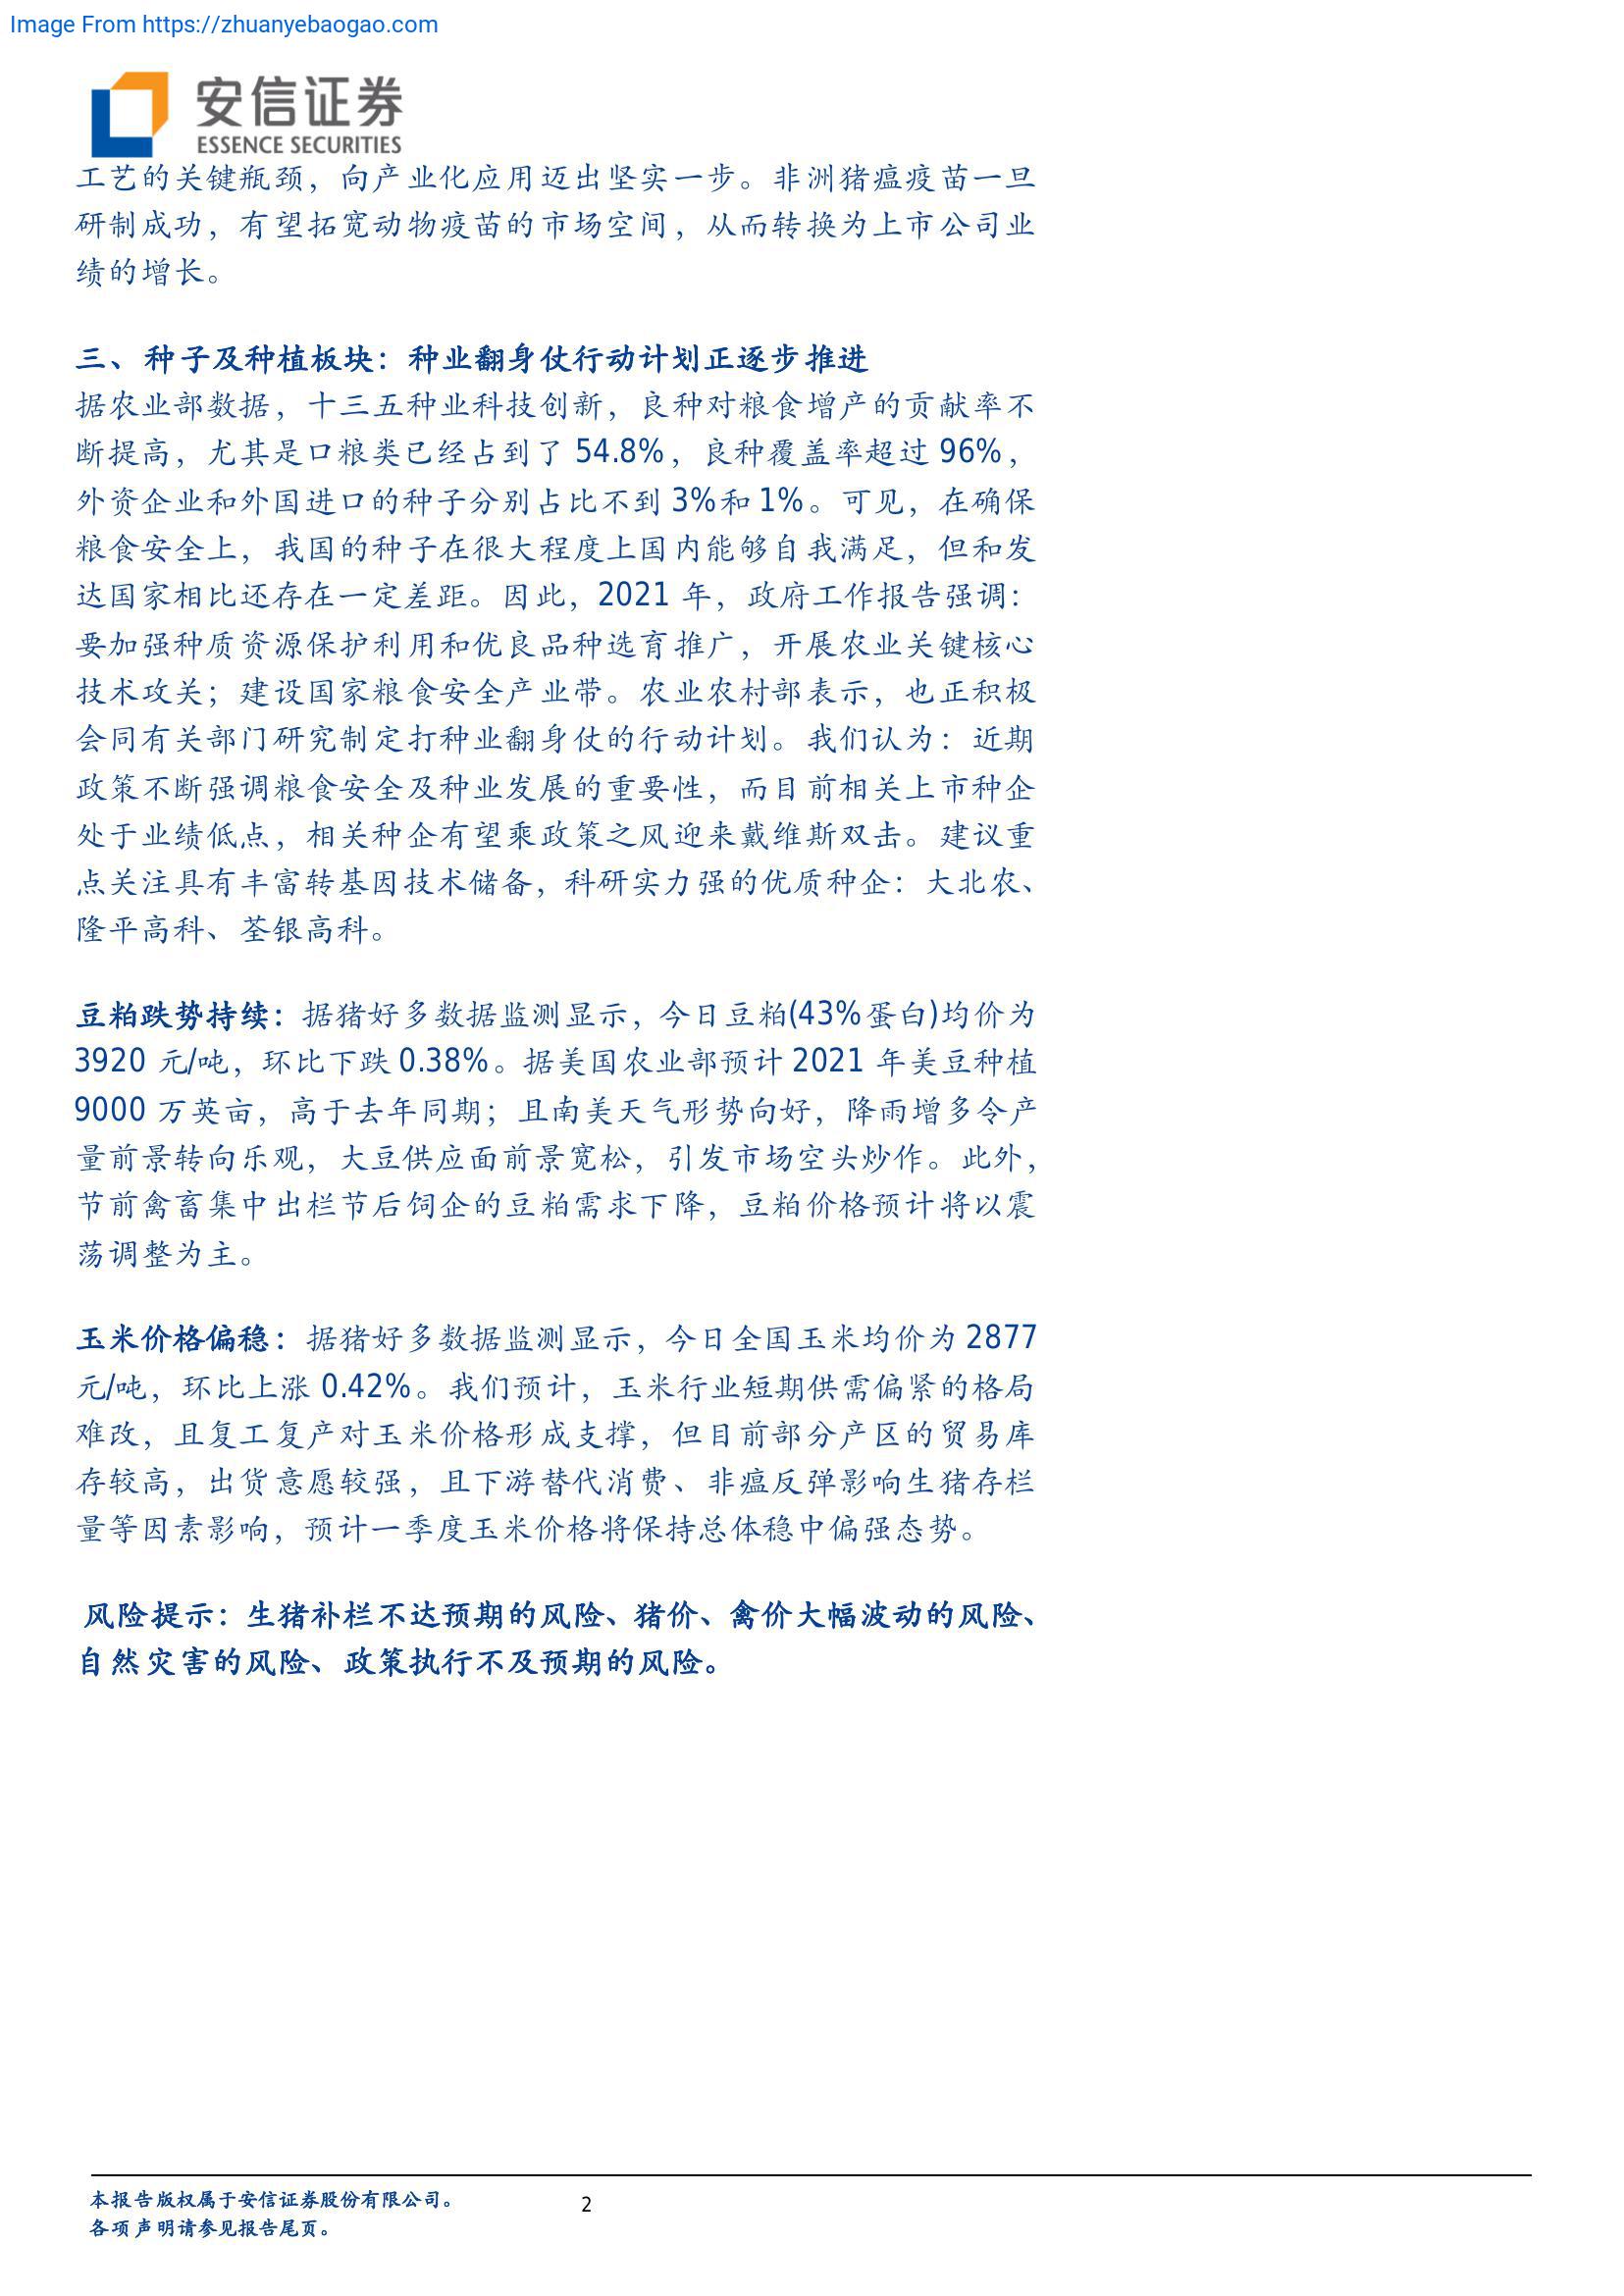 Image From https://zhuanyebaogao.com
安信证券
ESSENCE SECURITIES
工艺的关键瓶颈，向产业化应用迈出坚实一步。非洲猪瘟疫苗一旦
研制成功，有望拓宽动物疫苗的市场空间，从而转换为上市公司业
绩的增长。
三、种子及种植板块：种业翻身仗行动计划正逐步推进
据农业部数据，十三五种业科技创新，良种对粮食增产的贡献率不
断提高，尤其是口粮类已经占到了 54.8%，良种覆盖率超过 96%，
外资企业和外国进口的种子分别占比不到 3%和 1%。可见，在确保
粮食安全上，我国的种子在很大程度上国内能够自我满足，但和发
达国家相比还存在一定差距。因此，2021 年，政府工作报告强调：
要加强种质资源保护利用和优良品种选育推广，开展农业关键核心
技术攻关；建设国家粮食安全产业带。农业农村部表示，也正积极
会同有关部门研究制定打种业翻身仗的行动计划。我们认为：近期
政策不断强调粮食安全及种业发展的重要性，而目前相关上市种企
处于业绩低点，相关种企有望乘政策之风迎来戴维斯双击。建议重
点关注具有丰富转基因技术储备，科研实力强的优质种企：大北农、
隆平高科、荃银高科。
豆粕跌势持续：据猪好多数据监测显示，今日豆粕(43%蛋白)均价为
3920 元/吨，环比下跌 0.38%。据美国农业部预计 2021 年美豆种植
9000 万英亩，高于去年同期；且南美天气形势向好，降雨增多令产
量前景转向乐观，大豆供应面前景宽松，引发市场空头炒作。此外，
节前禽畜集中出栏节后饲企的豆粕需求下降，豆粕价格预计将以震
荡调整为主。
玉米价格偏稳：据猪好多数据监测显示，今日全国玉米均价为 2877
元/吨，环比上涨 0.42%。我们预计，玉米行业短期供需偏紧的格局
难改，且复工复产对玉米价格形成支撑，但目前部分产区的贸易库
存较高，出货意愿较强，且下游替代消费、非瘟反弹影响生猪存栏
量等因素影响，预计一季度玉米价格将保持总体稳中偏强态势。
风险提示：生猪补栏不达预期的风险、猪价、禽价大幅波动的风险、
自然灾害的风险、政策执行不及预期的风险。
本报告版权属于安信证券股份有限公司。
2
各项声明请参见报告尾页。